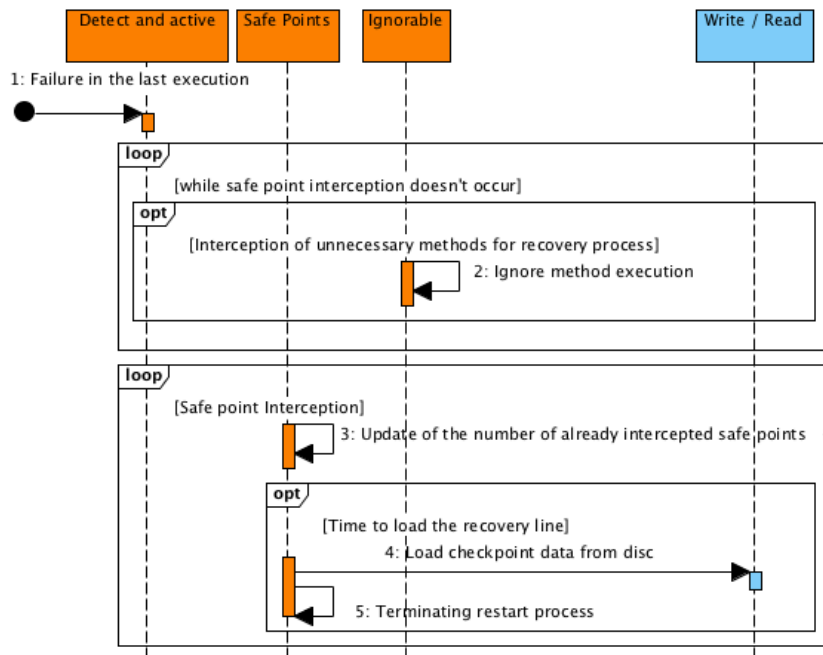 Detect and active
Safe Points
Ignorable
Write / Read
1: Failure in the last execution
loop
[while safe point interception doesn't occur]
opt
[Interception of unnecessary methods for recovery process]
2: Ignore method execution
loop
[Safe point Interception]
3: Update of the number of already intercepted safe points
opt
[Time to load the recovery line]
4: Load checkpoint data from disc
5: Terminating restart process